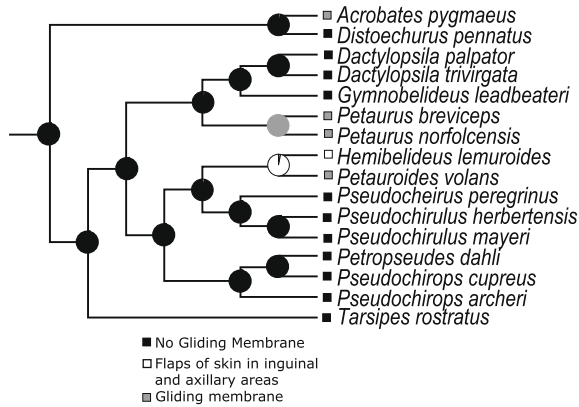 Acrobates pygmaeus
Distoechurus pennatus
Dactylopsila palpator
Dactylopsila trivirgata
Gymnobelideus leadbeateri
Petaurus breviceps
Petaurus norfolcensis
Hemibelideus lemuroides
Petauroides volans
Pseudocheirus peregrinus
Pseudochirulus herbertensis
Pseudochirulus mayeri
Petropseudes dahli
Pseudochirops cupreus
Pseudochirops archeri
Tarsipes rostratus
No Gliding Membrane
Flaps of skin in inguinal
and axillary areas
Gliding membrane